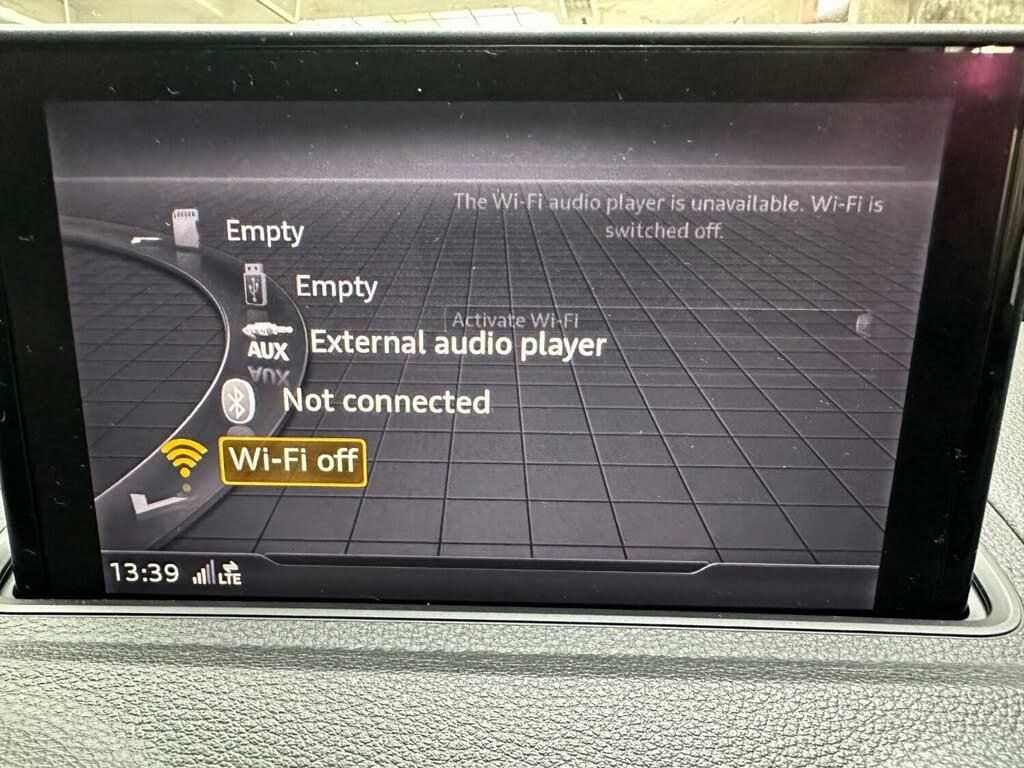 The Wi-Fi audio player is unavailable. Wi-Fi is
switched off.
Empty
Empty
Activate Wi-Fi
AUX
External audio player
Not connected
Wi-Fi off
13:39
LTE